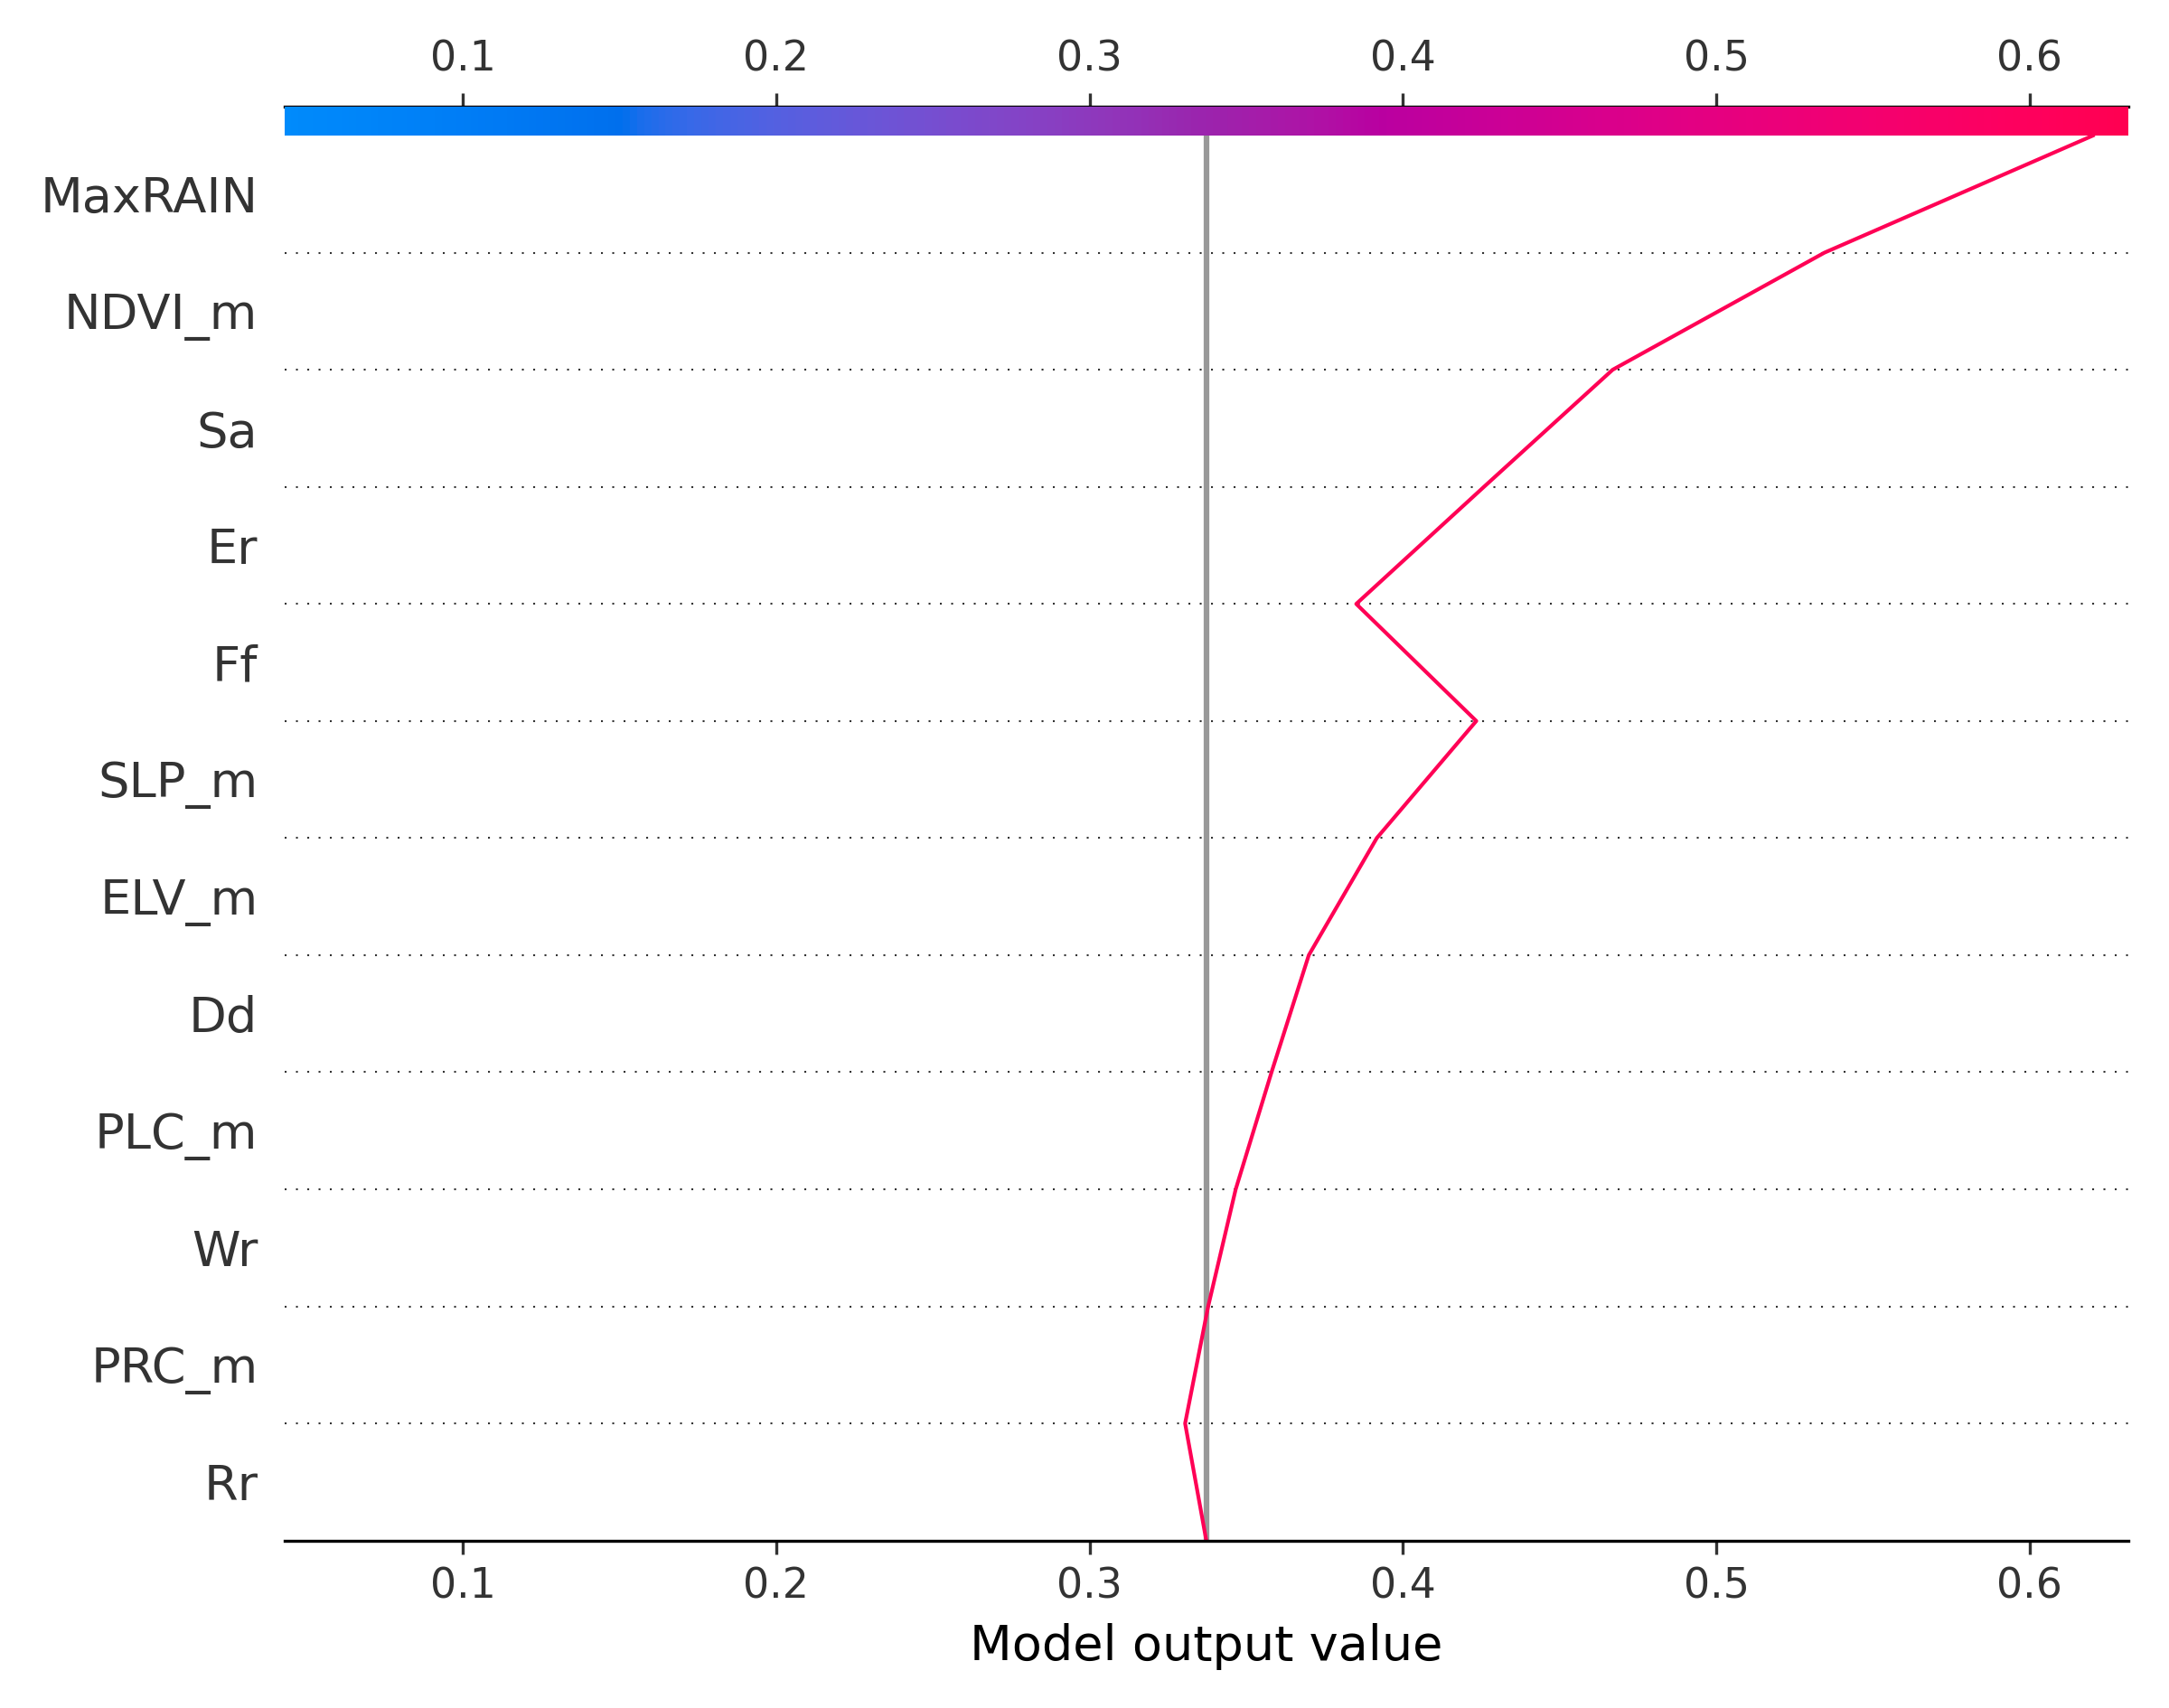 0.1 0.2 0.3 0.4 0.5 0.6
MaxRAIN
NDVI_m
Sa
Er
Ff
SLP_m
ELV_m
Dd
PLC_m
Wr
PRC_m
Rr
0.1 0.2 0.3 0.4 0.5 0.6
Model output value